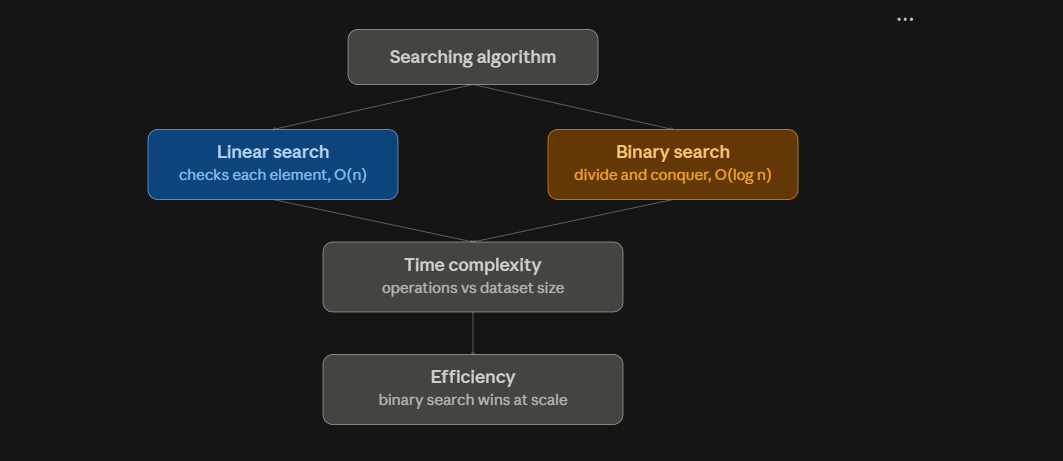 Searching algorithm
Linear search
checks each element, O(n)
Binary search
divide and conquer, O(log n)
Time complexity
operations vs dataset size
Efficiency
binary search wins at scale